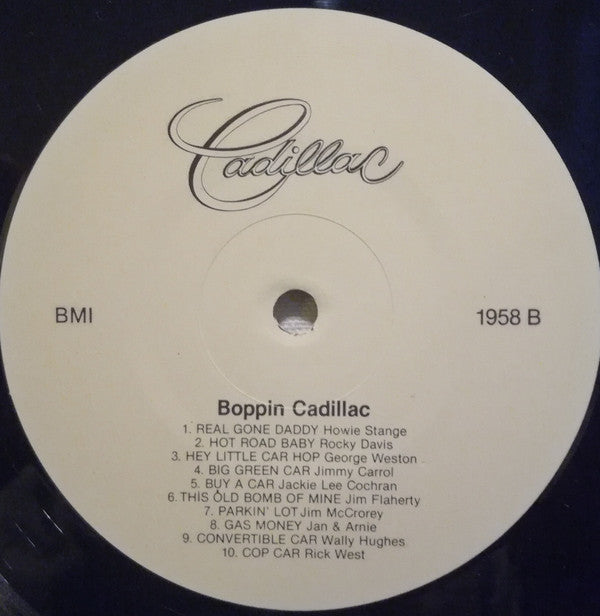 Cadillac
BMI
1958 B
Boppin Cadillac
1. REAL GONE DADDY Howie Stange
2. HOT ROAD BABY Rocky Davis
3. HEY LITTLE CAR HOP George Weston
4. BIG GREEN CAR Jimmy Carrol
5. BUY A CAR Jackie Lee Cochran
6. THIS OLD BOMB OF MINE Jim Flaherty
7. PARKIN' LOT Jim McCrorey
8. GAS MONEY Jan & Arnie
9. CONVERTIBLE CAR Wally Hughes
10. COP CAR Rick West